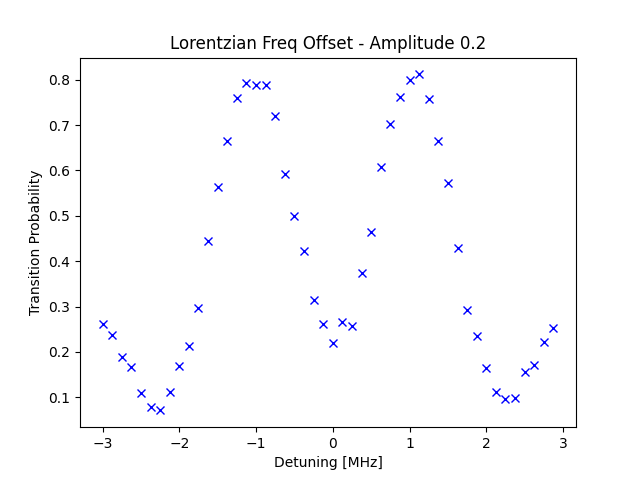 Lorentzian Freq Offset - Amplitude 0.2
Transition Probability
0.8
0.7
0.6
0.5
0.4
0.3
0.2
0.1
−3 −2 −1 0 1 2 3
Detuning [MHz]